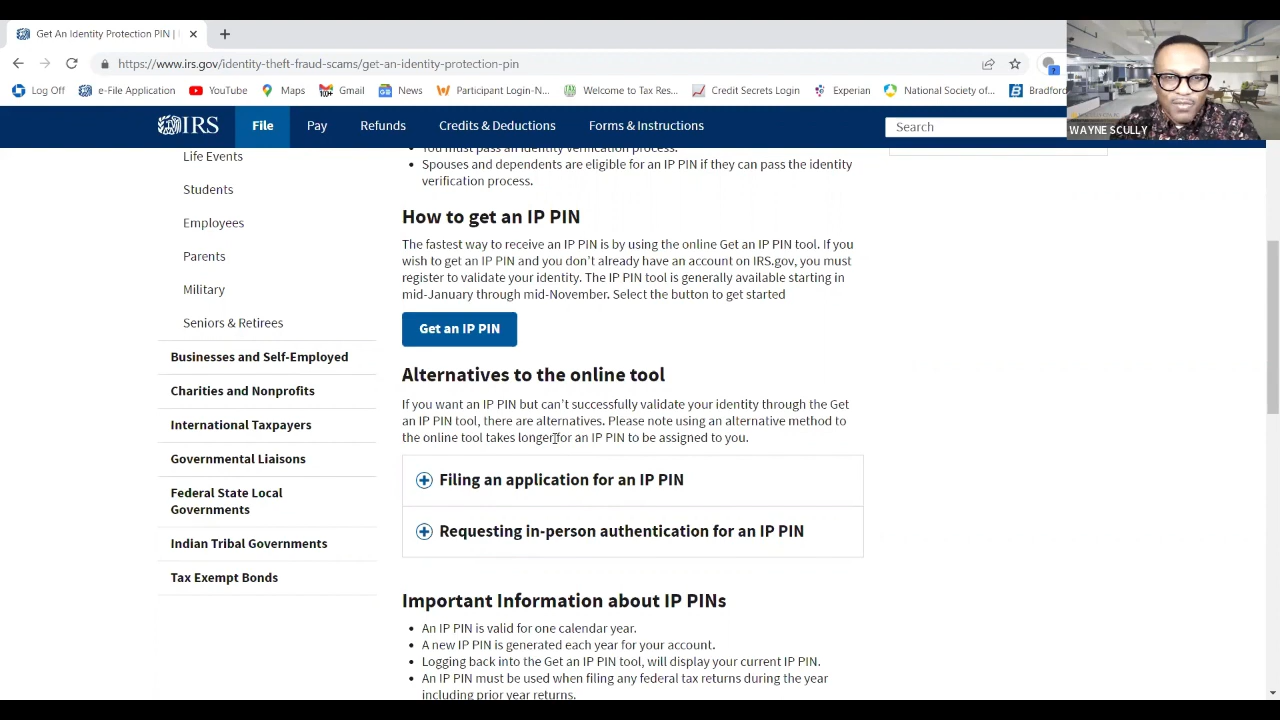 Get An Identity Protection PIN |
https://www.irs.gov/identity-theft-fraud-scams/get-an-identity-protection-pin
Log Off
e-File Application
YouTube
Maps
Gmail
News
Participant Login-N...
Welcome to Tax Res...
Credit Secrets Login
Experian
National Society of...
Bradford
WAYNE SCULLY
IRS
File
Pay
Refunds
Credits & Deductions
Forms & Instructions
Search
Life Events
Students
Employees
Parents
Military
Seniors & Retirees
Businesses and Self-Employed
Charities and Nonprofits
International Taxpayers
Governmental Liaisons
Federal State Local
Governments
Indian Tribal Governments
Tax Exempt Bonds
You must pass an identity verification process.
Spouses and dependents are eligible for an IP PIN if they can pass the identity
verification process.
How to get an IP PIN
The fastest way to receive an IP PIN is by using the online Get an IP PIN tool. If you
wish to get an IP PIN and you don't already have an account on IRS.gov, you must
register to validate your identity. The IP PIN tool is generally available starting in
mid-January through mid-November. Select the button to get started
Get an IP PIN
Alternatives to the online tool
If you want an IP PIN but can't successfully validate your identity through the Get
an IP PIN tool, there are alternatives. Please note using an alternative method to
the online tool takes longer for an IP PIN to be assigned to you.
Filing an application for an IP PIN
Requesting in-person authentication for an IP PIN
Important Information about IP PINs
An IP PIN is valid for one calendar year.
A new IP PIN is generated each year for your account.
Logging back into the Get an IP PIN tool, will display your current IP PIN.
An IP PIN must be used when filing any federal tax returns during the year
including prior year returns.